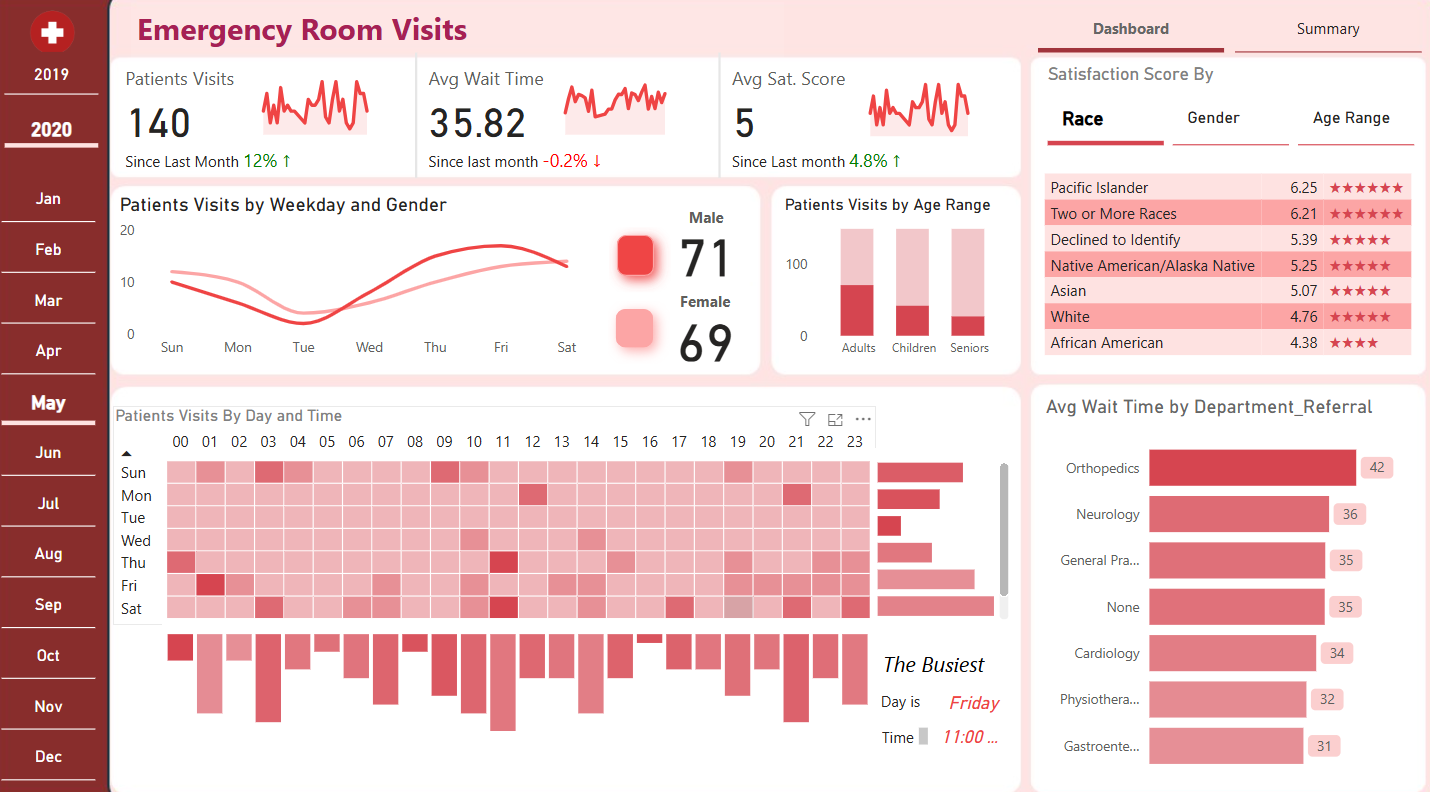 Emergency Room Visits
Dashboard
Summary
2019
2020
Jan
Feb
Mar
Apr
May
Jun
Jul
Aug
Sep
Oct
Nov
Dec
Patients Visits
140
Since Last Month 12% ↑
Avg Wait Time
35.82
Since last month -0.2% ↓
Avg Sat. Score
5
Since Last month 4.8% ↑
Satisfaction Score By
Race Gender Age Range
Pacific Islander 6.25 ★★★★★★
Two or More Races 6.21 ★★★★★★
Declined to Identify 5.39 ★★★★★
Native American/Alaska Native 5.25 ★★★★★
Asian 5.07 ★★★★★
White 4.76 ★★★★★
African American 4.38 ★★★★
Patients Visits by Weekday and Gender
20
10
0
Sun Mon Tue Wed Thu Fri Sat
Male
71
Female
69
Patients Visits by Age Range
100
0
Adults Children Seniors
Patients Visits By Day and Time
00 01 02 03 04 05 06 07 08 09 10 11 12 13 14 15 16 17 18 19 20 21 22 23
Sun
Mon
Tue
Wed
Thu
Fri
Sat
The Busiest
Day is Friday
Time 11:00 ...
Avg Wait Time by Department_Referral
Orthopedics 42
Neurology 36
General Pra... 35
None 35
Cardiology 34
Physiothera... 32
Gastroente... 31